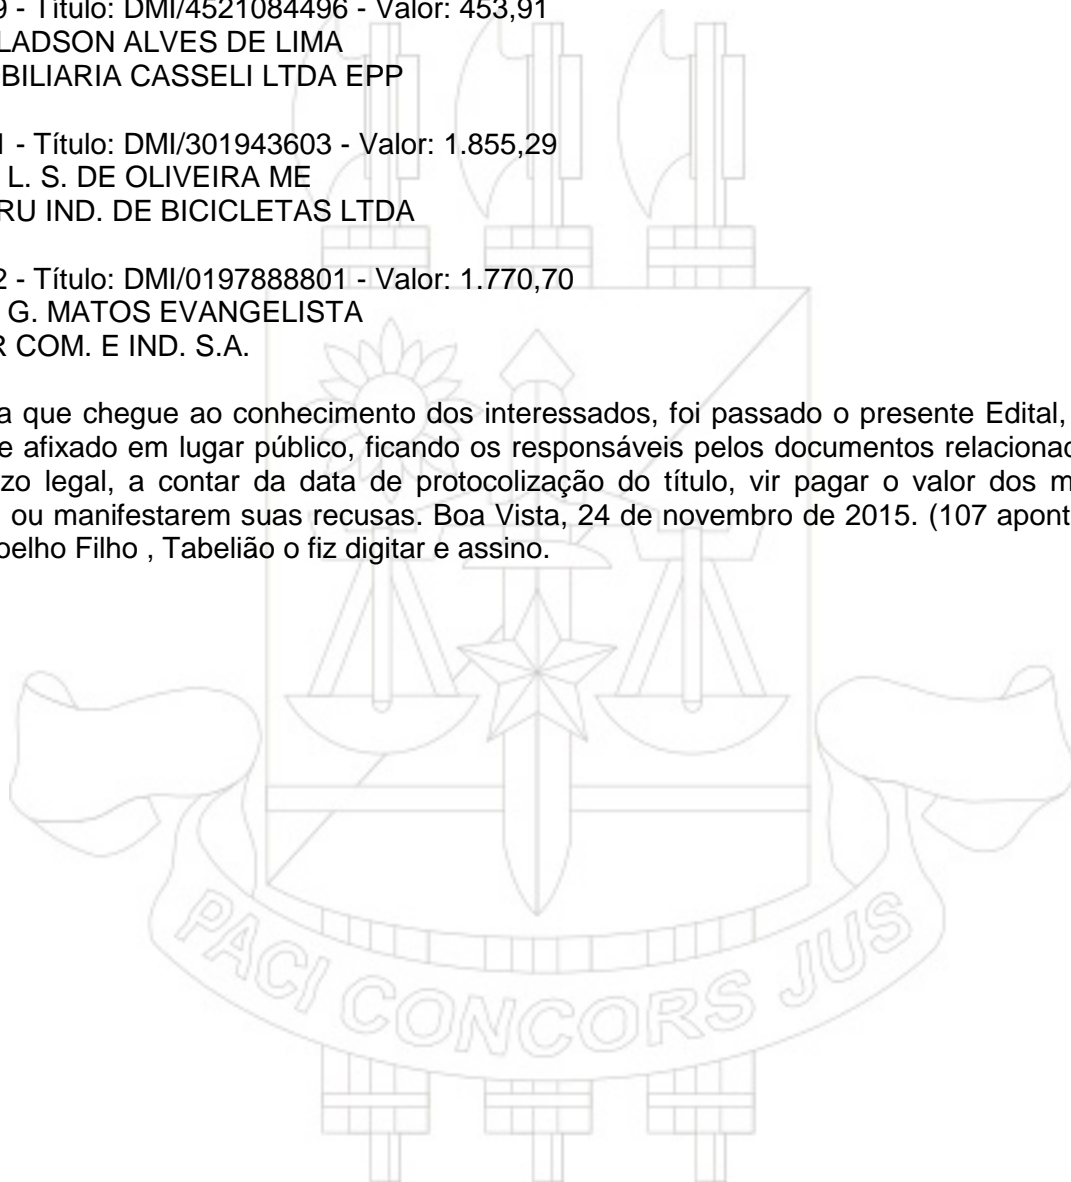 9 - Título: DMI/4521084496 - Valor: 453,91
LADSON ALVES DE LIMA
BILIARIA CASSELI LTDA EPP
1 - Título: DMI/301943603 - Valor: 1.855,29
L. S. DE OLIVEIRA ME
RU IND. DE BICICLETAS LTDA
2 - Título: DMI/0197888801 - Valor: 1.770,70
G. MATOS EVANGELISTA
R COM. E IND. S.A.
a que chegue ao conhecimento dos interessados, foi passado o presente Edital,
e afixado em lugar público, ficando os responsáveis pelos documentos relacionad
zo legal, a contar da data de protocolização do título, vir pagar o valor dos m
ou manifestarem suas recusas. Boa Vista, 24 de novembro de 2015. (107 apont
oelho Filho , Tabelião o fiz digitar e assino.
PACI CONCORS JUS